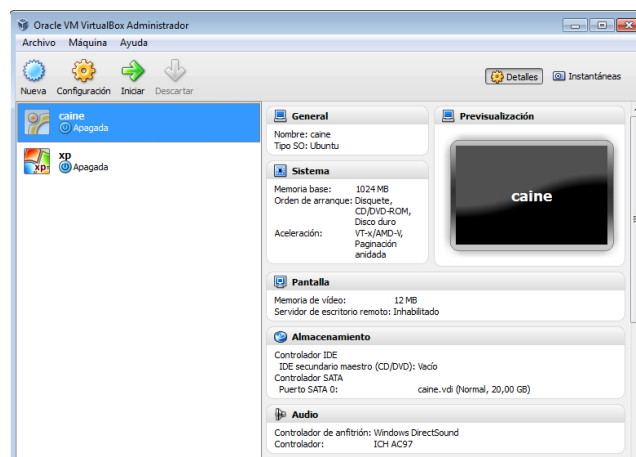 Oracle VM VirtualBox Administrador
Archivo Máquina Ayuda
Nueva Configuración Iniciar Descartar
Detalles Instantáneas
caine
Apagada
xp
xp
Apagada
General
Nombre: caine
Tipo SO: Ubuntu
Previsualización
caine
Sistema
Memoria base: 1024 MB
Orden de arranque: Disquete,
CD/DVD-ROM,
Disco duro
Aceleración: VT-x/AMD-V,
Paginación
anidada
Pantalla
Memoria de vídeo: 12 MB
Servidor de escritorio remoto: Inhabilitado
Almacenamiento
Controlador IDE
IDE secundario maestro (CD/DVD): Vacío
Controlador SATA
Puerto SATA 0: caine.vdi (Normal, 20,00 GB)
Audio
Controlador de anfitrión: Windows DirectSound
Controlador: ICH AC97